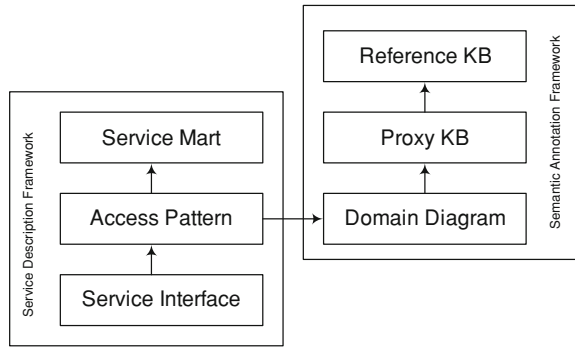 Service Description Framework
Service Mart
Access Pattern
Service Interface
Reference KB
Proxy KB
Domain Diagram
Semantic Annotation Framework